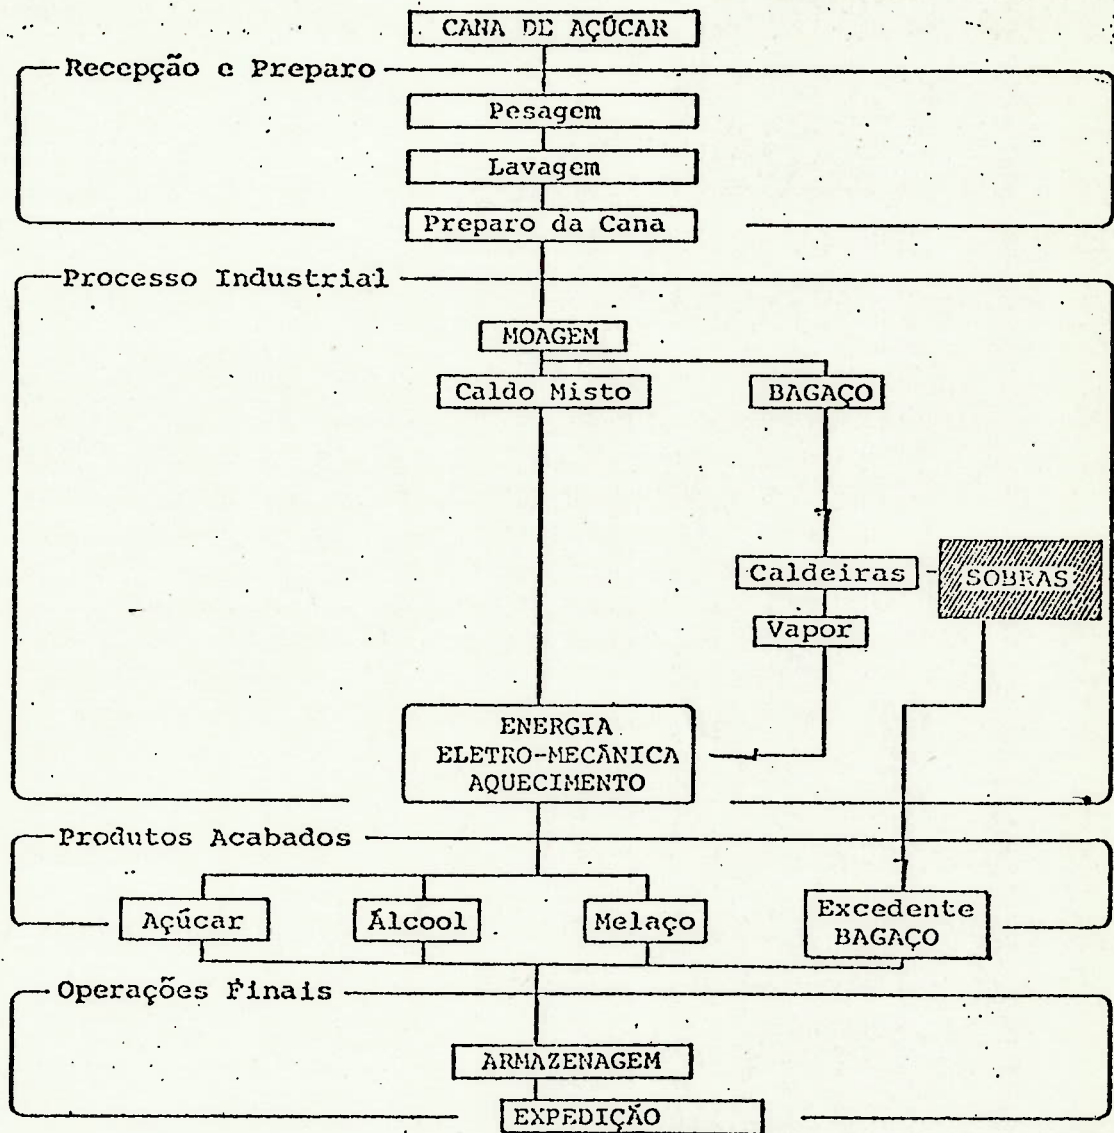 CANA DE AÇÚCAR
Recepção e Preparo
Pesagem
Lavagem
Preparo da Cana
Processo Industrial
MOAGEM
Caldo Misto
BAGAÇO
Caldeiras
SOBRAS
Vapor
ENERGIA
ELETRO-MECÂNICA
AQUECIMENTO
Produtos Acabados
Açúcar
Álcool
Melaço
Excedente
BAGAÇO
Operações Finais
ARMAZENAGEM
EXPEDIÇÃO